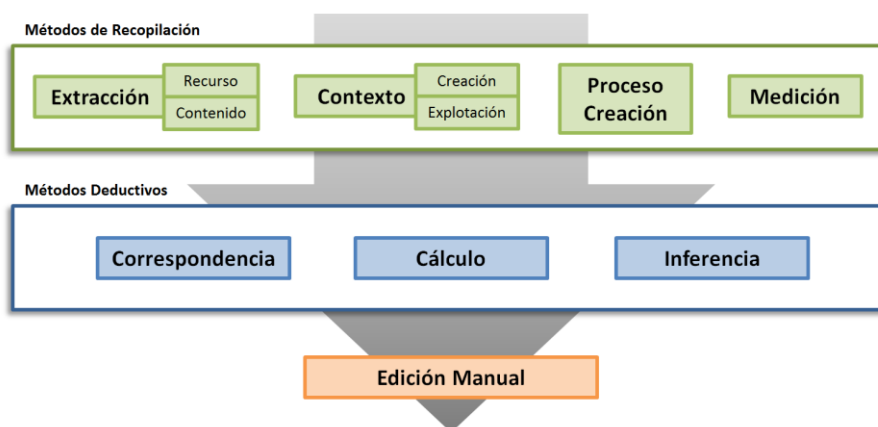 Métodos de Recopilación
Extracción
Recurso
Contenido
Contexto
Creación
Explotación
Proceso
Creación
Medición
Métodos Deductivos
Correspondencia
Cálculo
Inferencia
Edición Manual